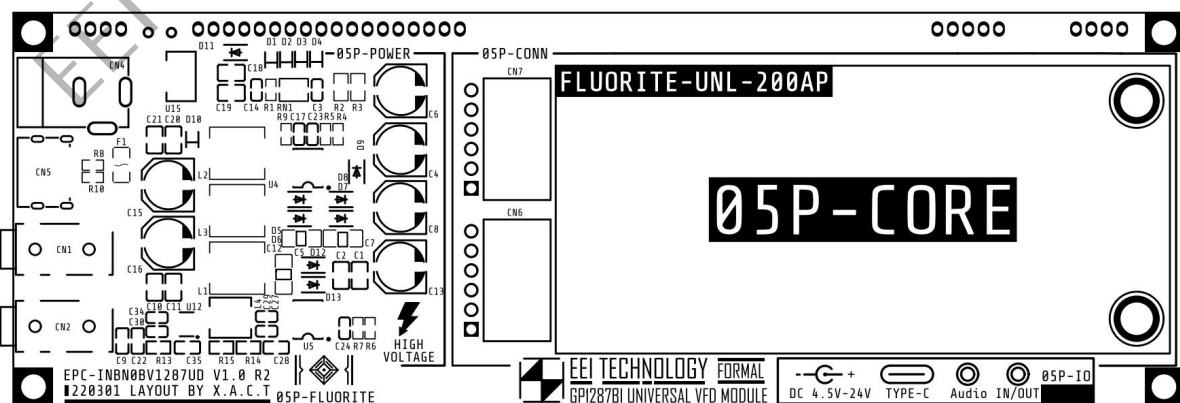 EEI
D11
D1 D2 D3 D4
05P-POWER
05P-CONN
CN4
C18
CN7
FLUORITE-UNL-200AP
U15
C19
C14
R1
RN1
C3
R2
R3
C6
C21
C20
D10
R9
C17
C23
R5
R4
F1
R8
D9
CN5
R10
L2
U4
D8
D7
C4
C15
05P-CORE
CN6
L3
D5
D6
C8
CN1
C12
C5
D12
C7
C16
C2
C1
L1
D13
C13
C10
C11
U12
L4
C29
C27
C34
C30
CN2
HIGH
VOLTAGE
C9
C22
R13
C35
R15
R14
C28
U5
C24
R7
R6
EPC-INBN0BV1287UD V1.0 R2
220301 LAYOUT BY X.A.C.T
05P-FLUORITE
EEI TECHNOLOGY FORMAL
GP1287BI UNIVERSAL VFD MODULE
- +
DC 4.5V-24V
TYPE-C
Audio IN/OUT
05P-IO